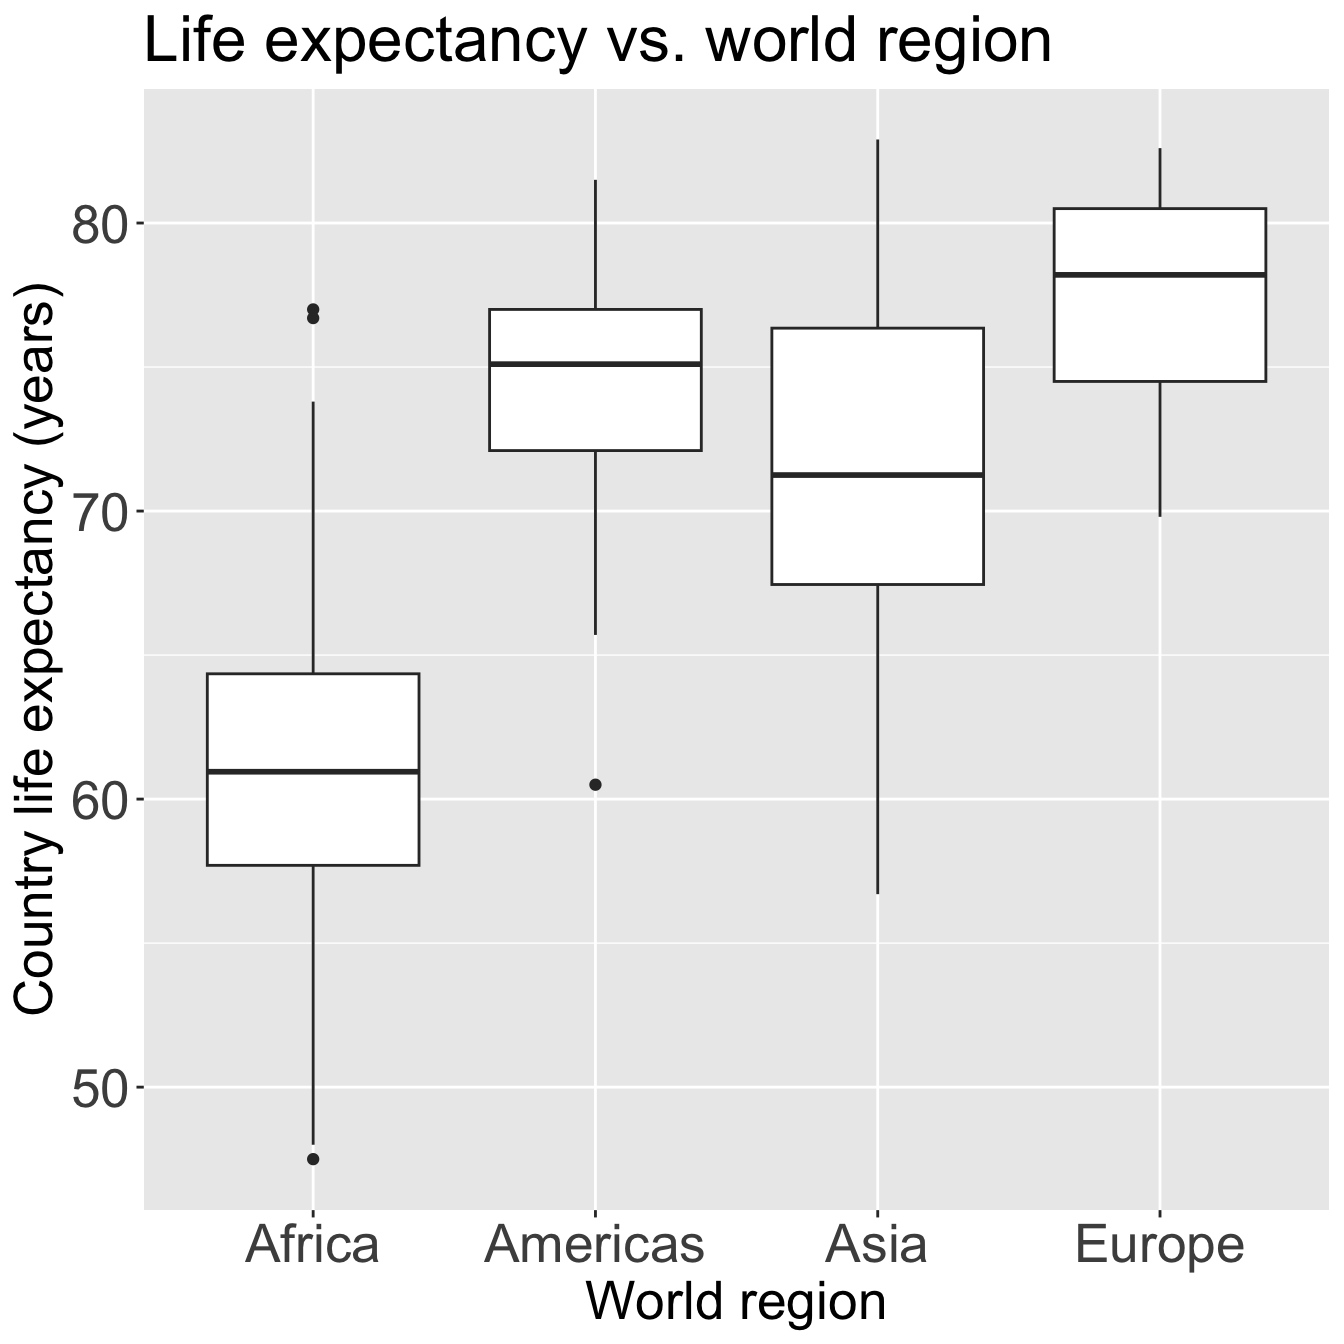 Life expectancy vs. world region
Country life expectancy (years)
80
70
60
50
Africa Americas Asia Europe
World region